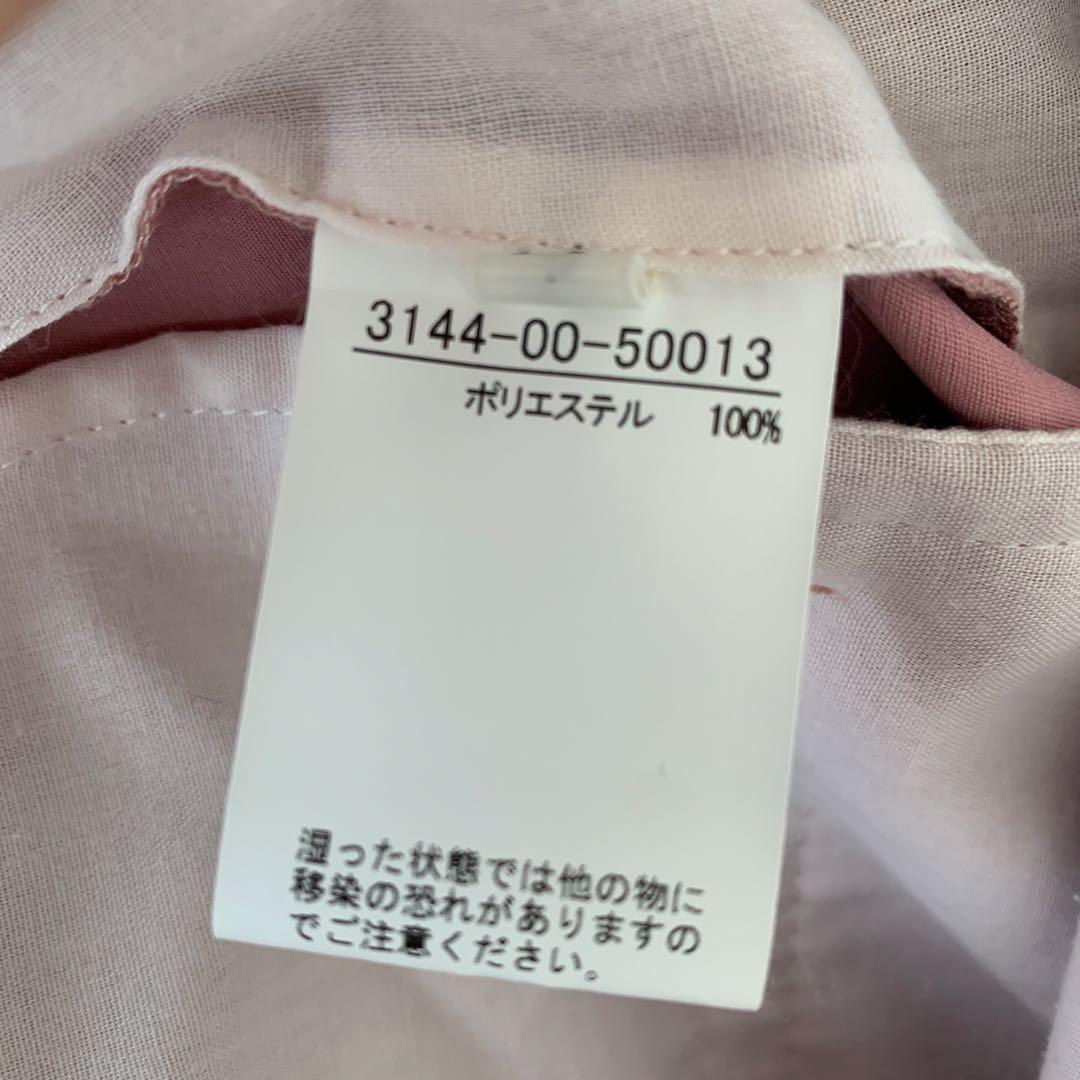 3144-00-50013
ポリエステル 100%
湿った状態では他の物に
移染の恐れがありますの
でご注意ください。